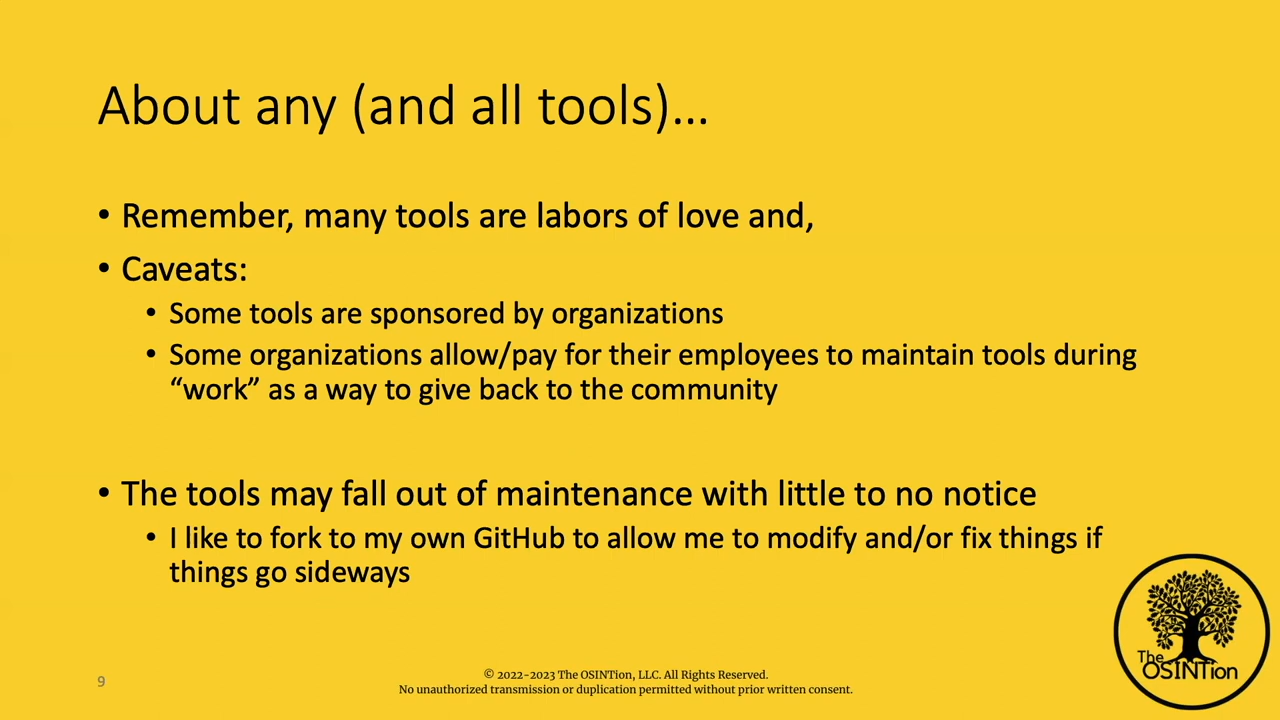 About any (and all tools)…
• Remember, many tools are labors of love and,
• Caveats:
• Some tools are sponsored by organizations
• Some organizations allow/pay for their employees to maintain tools during
“work” as a way to give back to the community
• The tools may fall out of maintenance with little to no notice
• I like to fork to my own GitHub to allow me to modify and/or fix things if
things go sideways
The
OSINTion
9
© 2022-2023 The OSINTion, LLC. All Rights Reserved.
No unauthorized transmission or duplication permitted without prior written consent.